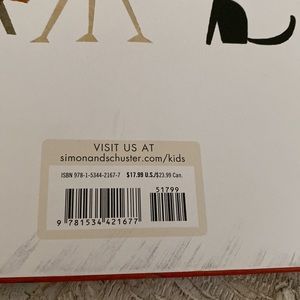 VISIT US AT
simonandschuster.com/kids
ISBN 978-1-5344-2167-7 $17.99 U.S./$23.99 Can.
51799
9 781534 421677